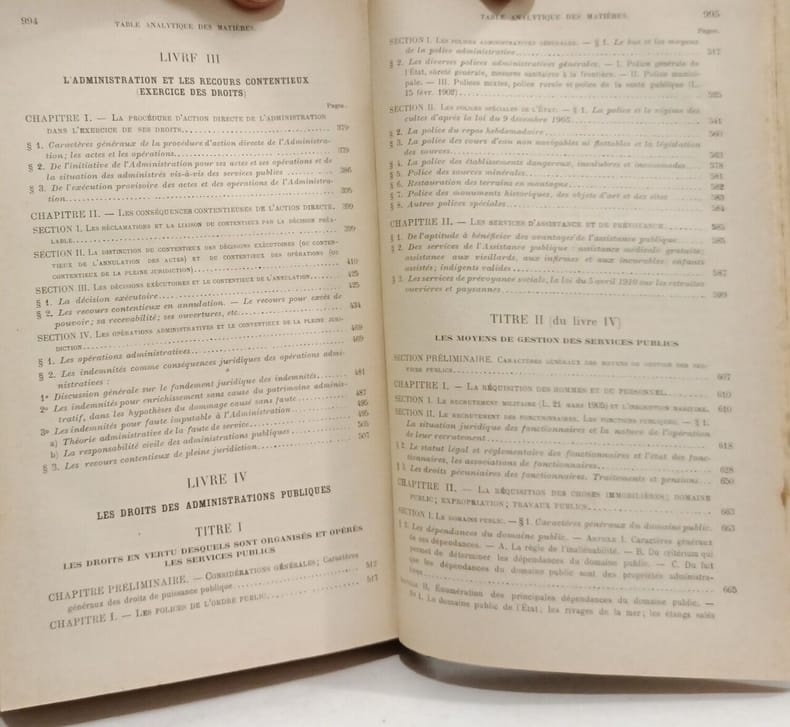 994
TABLE ANALYTIQUE DES MATIÈRES.
LIVRE III
L'ADMINISTRATION ET LES RECOURS CONTENTIEUX
(EXERCICE DES DROITS)
Pages.
CHAPITRE I. — LA PROCÉDURE D'ACTION DIRECTE DE L'ADMINISTRATION
DANS L'EXERCICE DE SES DROITS 379
§ 1. Caractères généraux de la procédure d'action directe de l'Administra-
tion; les actes et les opérations 379
§ 2. De l'initiative de l'Administration pour ses actes et ses opérations et de
la situation des administrés vis-à-vis des services publics 386
§ 3. De l'exécution provisoire des actes et des opérations de l'Administra-
tion 395
CHAPITRE II. — LES CONSÉQUENCES CONTENTIEUSES DE L'ACTION DIRECTE. 399
SECTION I. LES RÉCLAMATIONS ET LA LIAISON DU CONTENTIEUX PAR LA DÉCISION PRÉA-
LABLE 399
SECTION II. LA DISTINCTION DU CONTENTIEUX DES DÉCISIONS EXÉCUTOIRES (OU CONTEN-
TIEUX DE L'ANNULATION DES ACTES) ET DU CONTENTIEUX DES OPÉRATIONS (OU
CONTENTIEUX DE LA PLEINE JURIDICTION) 410
SECTION III. LES DÉCISIONS EXÉCUTOIRES ET LE CONTENTIEUX DE L'ANNULATION 425
§ 1. La décision exécutoire 425
§ 2. Les recours contentieux en annulation. — Le recours pour excès de
pouvoir; sa recevabilité; ses ouvertures, etc. 434
SECTION IV. LES OPÉRATIONS ADMINISTRATIVES ET LE CONTENTIEUX DE LA PLEINE JURI-
DICTION 469
§ 1. Les opérations administratives 469
§ 2. Les indemnités comme conséquences juridiques des opérations admi-
nistratives :
1° Discussion générale sur le fondement juridique des indemnités 481
2° Les indemnités pour enrichissement sans cause du patrimoine adminis-
tratif, dans les hypothèses du dommage causé sans faute 487
3° Les indemnités pour faute imputable à l'Administration 495
a) Théorie administrative de la faute de service 495
b) La responsabilité civile des administrations publiques 505
§ 3. Les recours contentieux de pleine juridiction 507
LIVRE IV
LES DROITS DES ADMINISTRATIONS PUBLIQUES
TITRE I
LES DROITS EN VERTU DESQUELS SONT ORGANISÉS ET OPÉRÉS
LES SERVICES PUBLICS
CHAPITRE PRÉLIMINAIRE. — CONSIDÉRATIONS GÉNÉRALES; Caractères
généraux des droits de puissance publique 512
CHAPITRE I. — LES POLICES DE L'ORDRE PUBLIC 517
TABLE ANALYTIQUE DES MATIÈRES.
995
Pages.
SECTION I. LES POLICES ADMINISTRATIVES GÉNÉRALES. — § 1. Le but et les moyens
de la police administrative 517
§ 2. Les diverses polices administratives générales. — I. Police générale de
l'État, sûreté générale, mesures sanitaires à la frontière. — II. Police munici-
pale. — III. Polices mixtes, police rurale et police de la santé publique (L.
15 févr. 1902) 525
SECTION II. LES POLICES SPÉCIALES DE L'ÉTAT. — § 1. La police et le régime des
cultes d'après la loi du 9 décembre 1905 541
§ 2. La police du repos hebdomadaire 560
§ 3. La police des cours d'eau non navigables ni flottables et la législation
des sources 563
§ 4. La police des établissements dangereux, insalubres et incommodes 578
§ 5. Police des sources minérales 581
§ 6. Restauration des terrains en montagne 582
§ 7. Police des monuments historiques, des objets d'art et des sites 583
§ 8. Autres polices spéciales 584
CHAPITRE II. — LES SERVICES D'ASSISTANCE ET DE PRÉVOYANCE 585
§ 1. De l'aptitude à bénéficier des avantages de l'assistance publique 585
§ 2. Des services de l'Assistance publique : assistance médicale gratuite;
assistance aux vieillards, aux infirmes et aux incurables; enfants
assistés; indigents valides 587
§ 3. Les services de prévoyance sociale, la loi du 5 avril 1910 sur les retraites
ouvrières et paysannes 599
TITRE II (du livre IV)
LES MOYENS DE GESTION DES SERVICES PUBLICS
SECTION PRÉLIMINAIRE. CARACTÈRES GÉNÉRAUX DES MOYENS DE GESTION DES SER-
VICES PUBLICS 607
CHAPITRE I. — LA RÉQUISITION DES HOMMES ET DU PERSONNEL 610
SECTION I. LE RECRUTEMENT MILITAIRE (L. 21 MARS 1905) ET L'INSCRIPTION MARITIME. 610
SECTION II. LE RECRUTEMENT DES FONCTIONNAIRES. LES FONCTIONS PUBLIQUES. — § 1.
La situation juridique des fonctionnaires et la nature de l'opération
de leur recrutement 618
§ 2. Le statut légal et réglementaire des fonctionnaires et l'état des fonc-
tionnaires, les associations de fonctionnaires 628
§ 3. Les droits pécuniaires des fonctionnaires. Traitements et pensions 650
CHAPITRE II. — LA RÉQUISITION DES CHOSES IMMOBILIÈRES; DOMAINE
PUBLIC; EXPROPRIATION; TRAVAUX PUBLICS 663
SECTION I. LE DOMAINE PUBLIC. — § 1. Caractères généraux du domaine public. 663
§ 2. Les dépendances du domaine public. — ARTICLE I. Caractères généraux
de ses dépendances. — A. La règle de l'inaliénabilité. — B. Du critérium qui
permet de déterminer les dépendances du domaine public. — C. Du fait
que les dépendances du domaine public sont des propriétés administra-
tives 665
ARTICLE II. Énumération des principales dépendances du domaine public. —
N° 1. Le domaine public de l'État; les rivages de la mer; les étangs salés